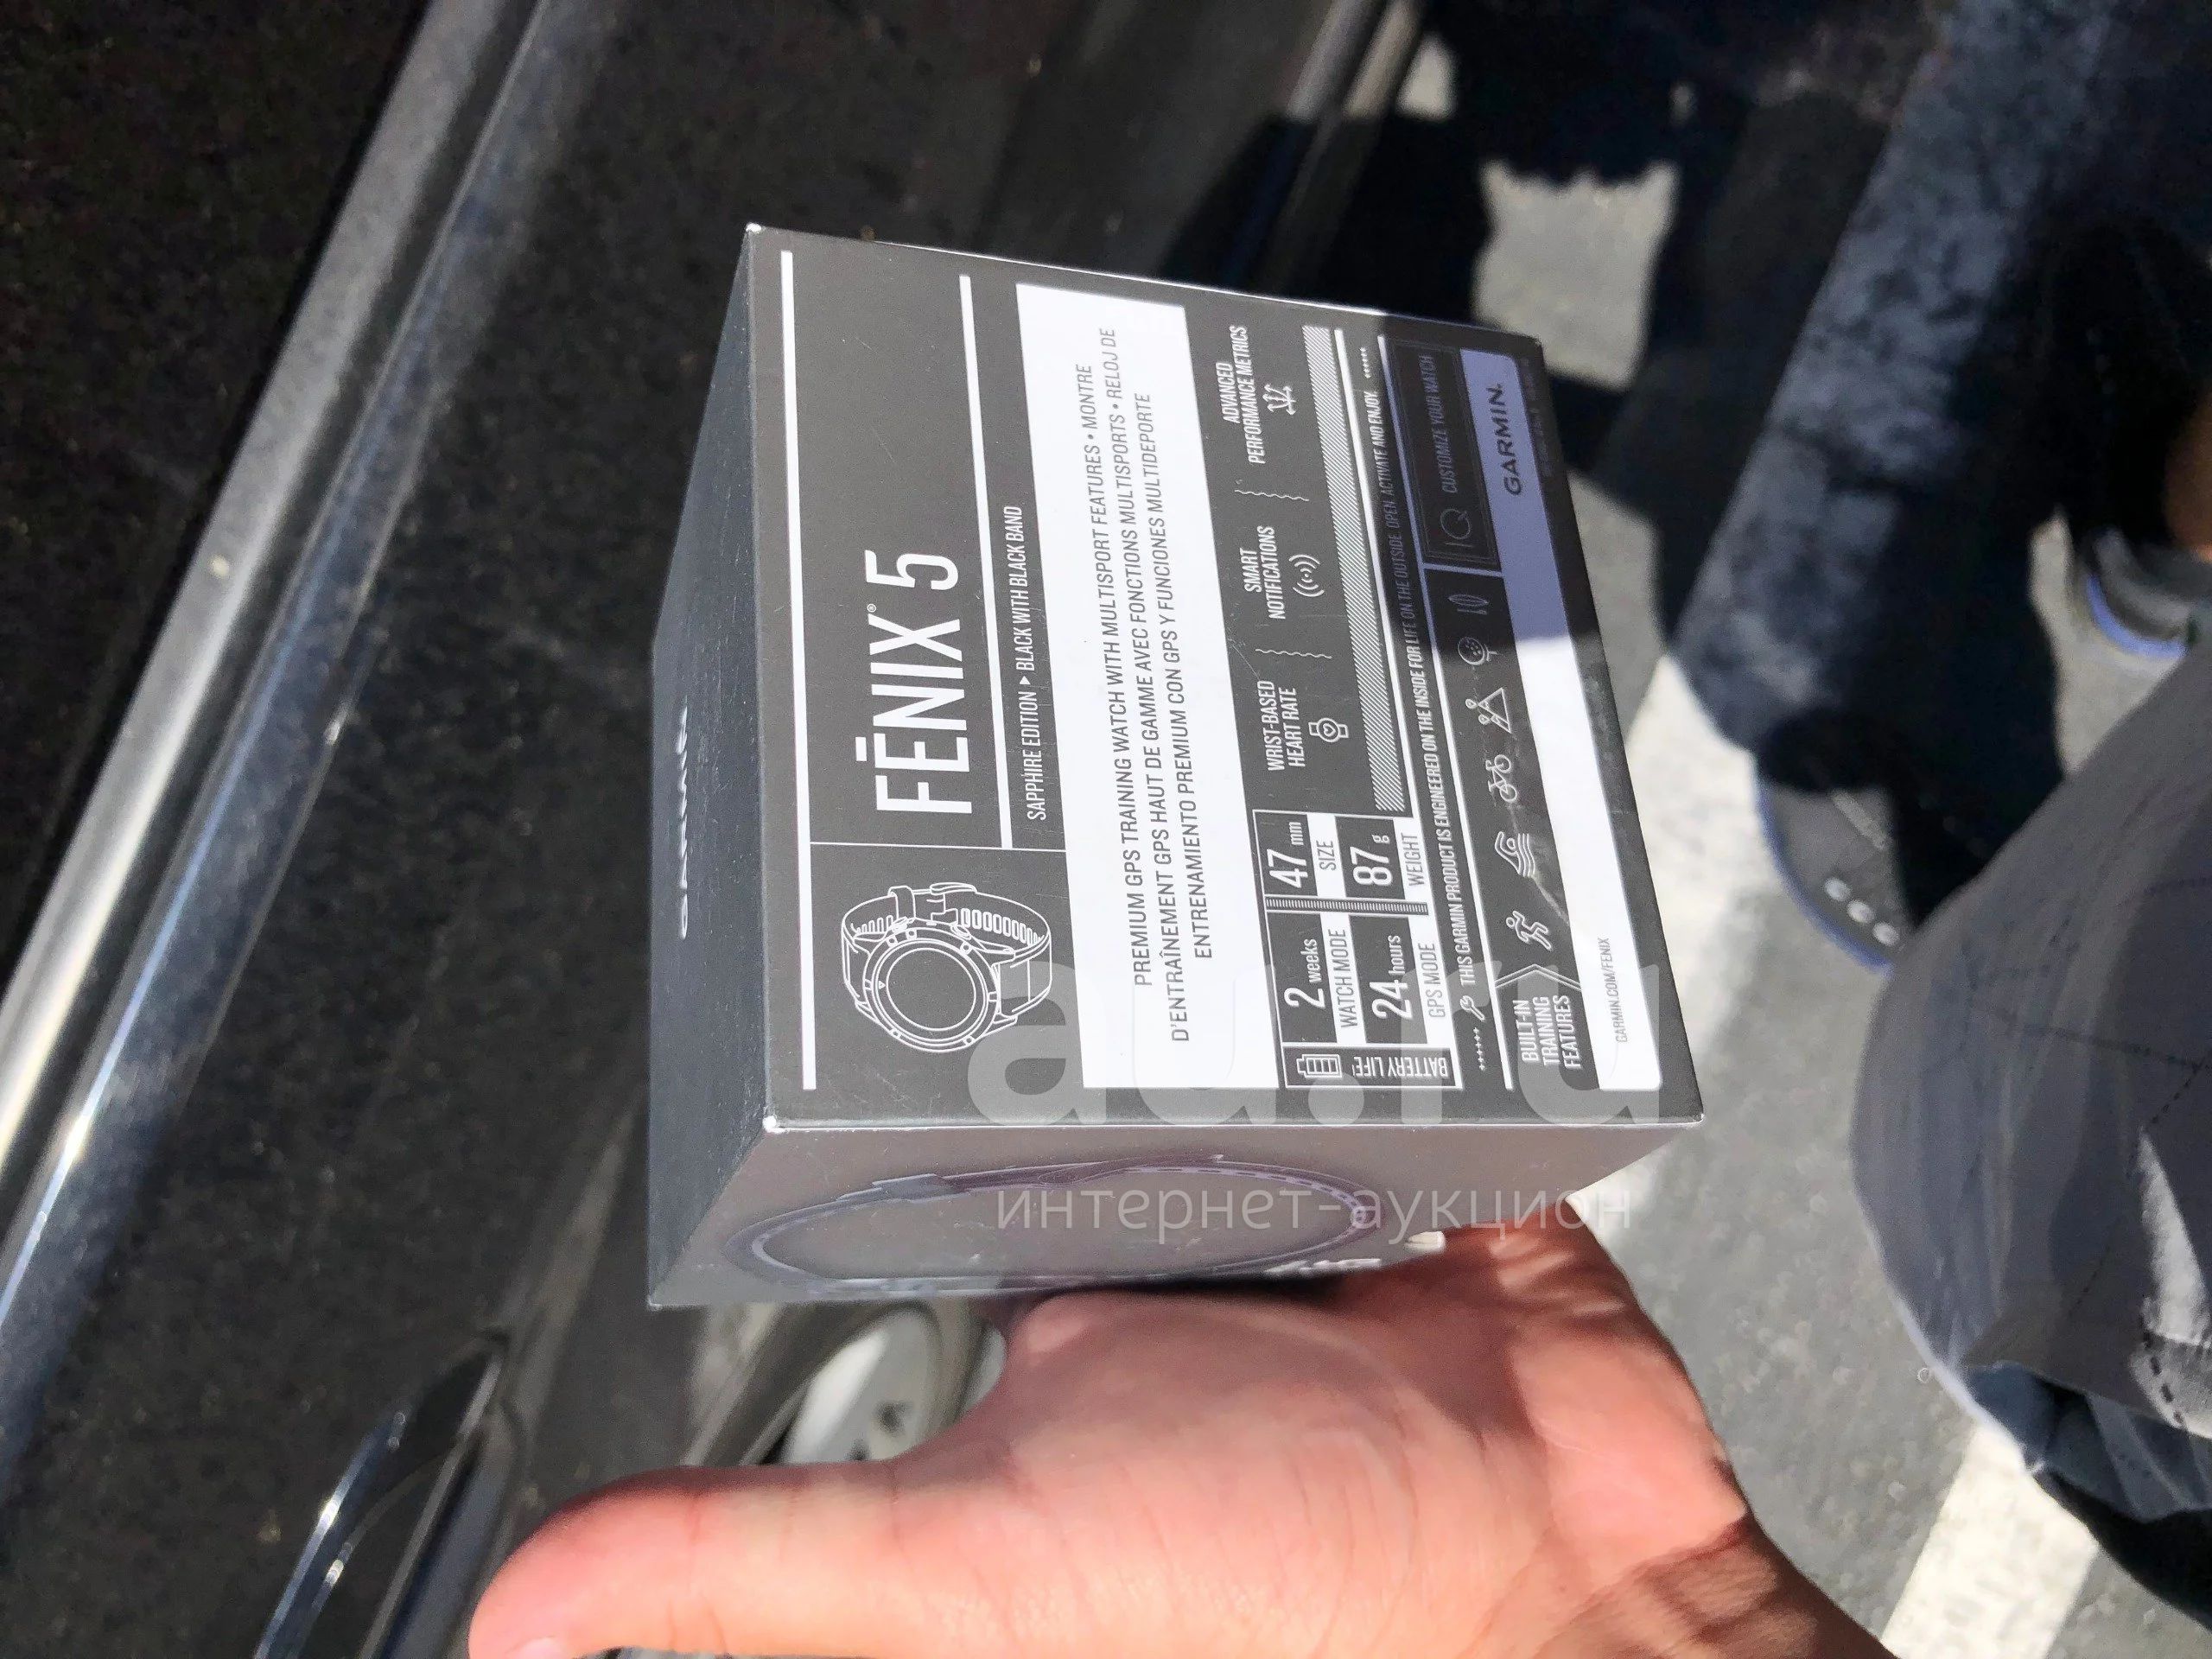 FĒNIX® 5
SAPPHIRE EDITION ▸ BLACK WITH BLACK BAND
PREMIUM GPS TRAINING WATCH WITH MULTISPORT FEATURES • MONTRE
D'ENTRAÎNEMENT GPS HAUT DE GAMME AVEC FONCTIONS MULTISPORTS • RELOJ DE
ENTRENAMIENTO PREMIUM CON GPS Y FUNCIONES MULTIDEPORTE
BATTERY LIFE:
2 weeks
WATCH MODE
47 mm
SIZE
24 hours
GPS MODE
87 g
WEIGHT
WRIST-BASED
HEART RATE
SMART
NOTIFICATIONS
ADVANCED
PERFORMANCE METRICS
THIS GARMIN PRODUCT IS ENGINEERED ON THE INSIDE FOR LIFE ON THE OUTSIDE. OPEN, ACTIVATE AND ENJOY.
BUILT-IN
TRAINING
FEATURES
IQ CUSTOMIZE YOUR WATCH
GARMIN.COM/FENIX
GARMIN.
au.ru
интернет-аукцион